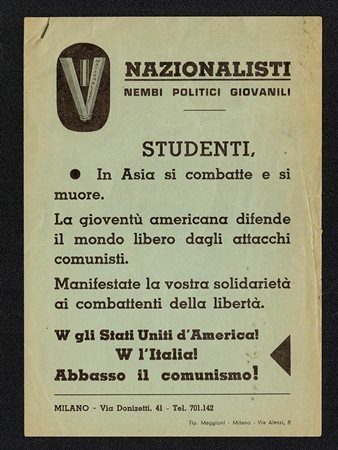 NAZIONALISTI
NEMBI POLITICI GIOVANILI
STUDENTI,
● In Asia si combatte e si
muore.
La gioventù americana difende
il mondo libero dagli attacchi
comunisti.
Manifestate la vostra solidarietà
ai combattenti della libertà.
W gli Stati Uniti d'America!
W l'Italia!
Abbasso il comunismo!
MILANO - Via Donizetti, 41 - Tel. 701.142
Tip. Maggioni - Milano - Via Alessi, 8